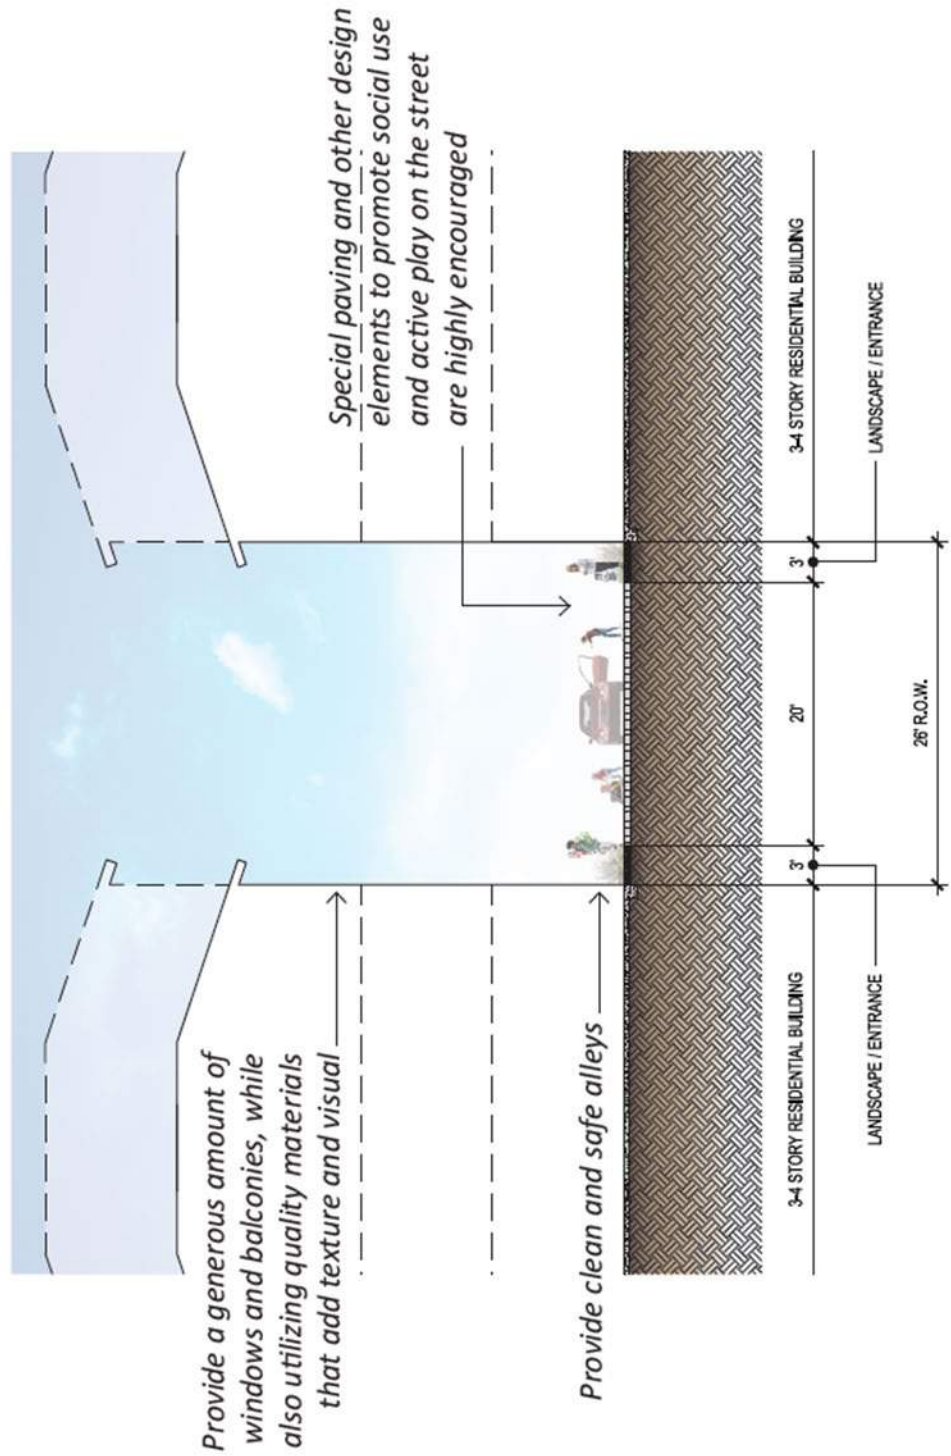 Provide a generous amount of
windows and balconies, while
also utilizing quality materials
that add texture and visual
Special paving and other design
elements to promote social use
and active play on the street
are highly encouraged
Provide clean and safe alleys
3-4 STORY RESIDENTIAL BUILDING
3'
20'
3'
3-4 STORY RESIDENTIAL BUILDING
LANDSCAPE / ENTRANCE
LANDSCAPE / ENTRANCE
26' R.O.W.